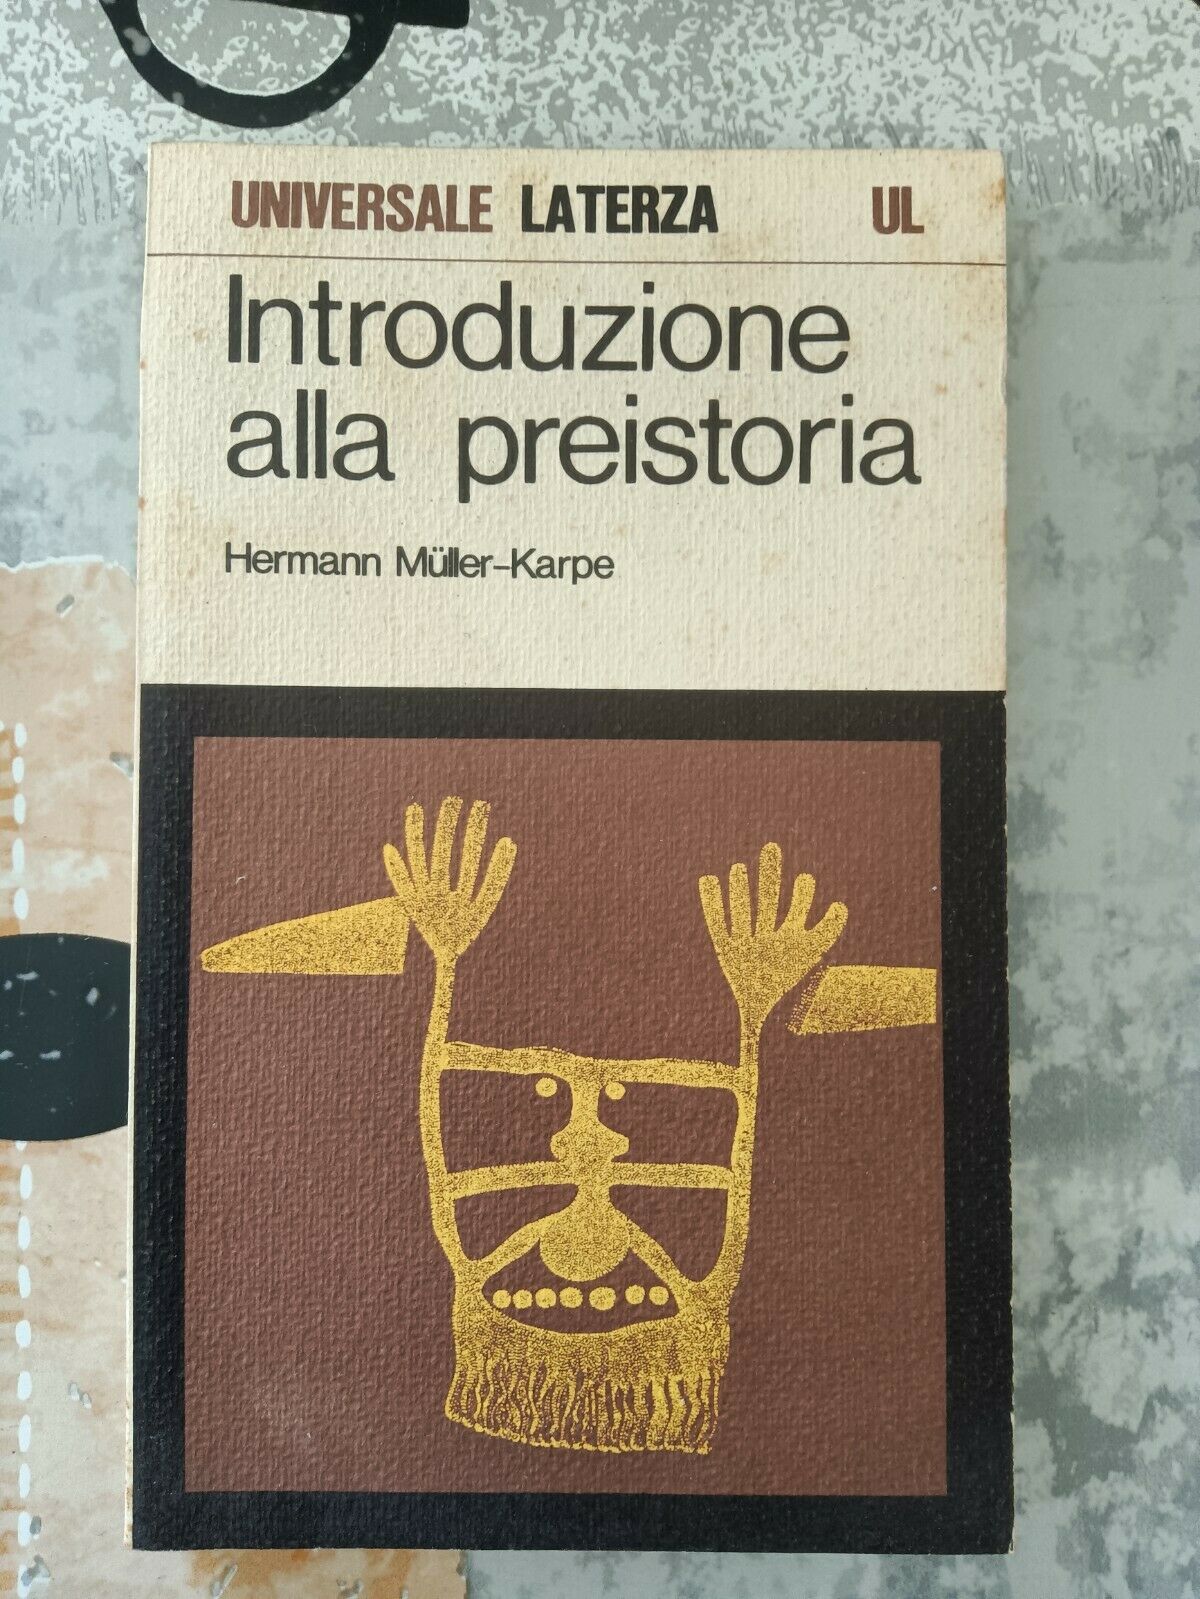 UNIVERSALE LATERZA UL
Introduzione
alla preistoria
Hermann Müller-Karpe